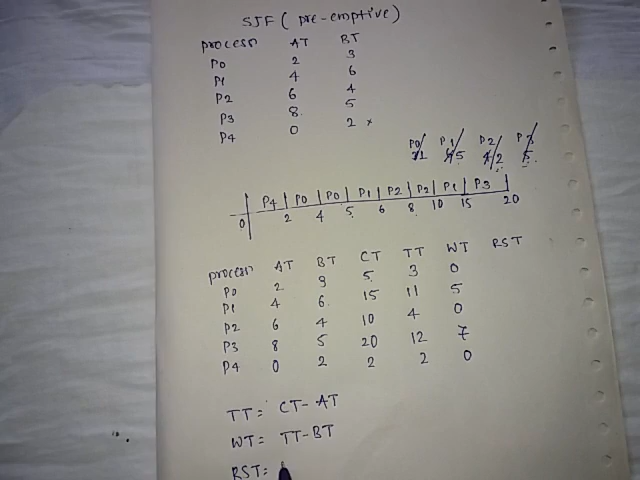 SJF ( pre-emptive)
process AT BT
P0 2 3
P1 4 6
P2 6 4
P3 8 5
P4 0 2 x
P0 P1 P2 P3
1 5 2 5
P4 P0 P0 P1 P2 P2 P1 P3
0 2 4 5 6 8 10 15 20
process AT BT CT TT WT RST
P0 2 3 5 3 0
P1 4 6 15 11 5
P2 6 4 10 4 0
P3 8 5 20 12 7
P4 0 2 2 2 0
TT = CT-AT
WT = TT-BT
RST=